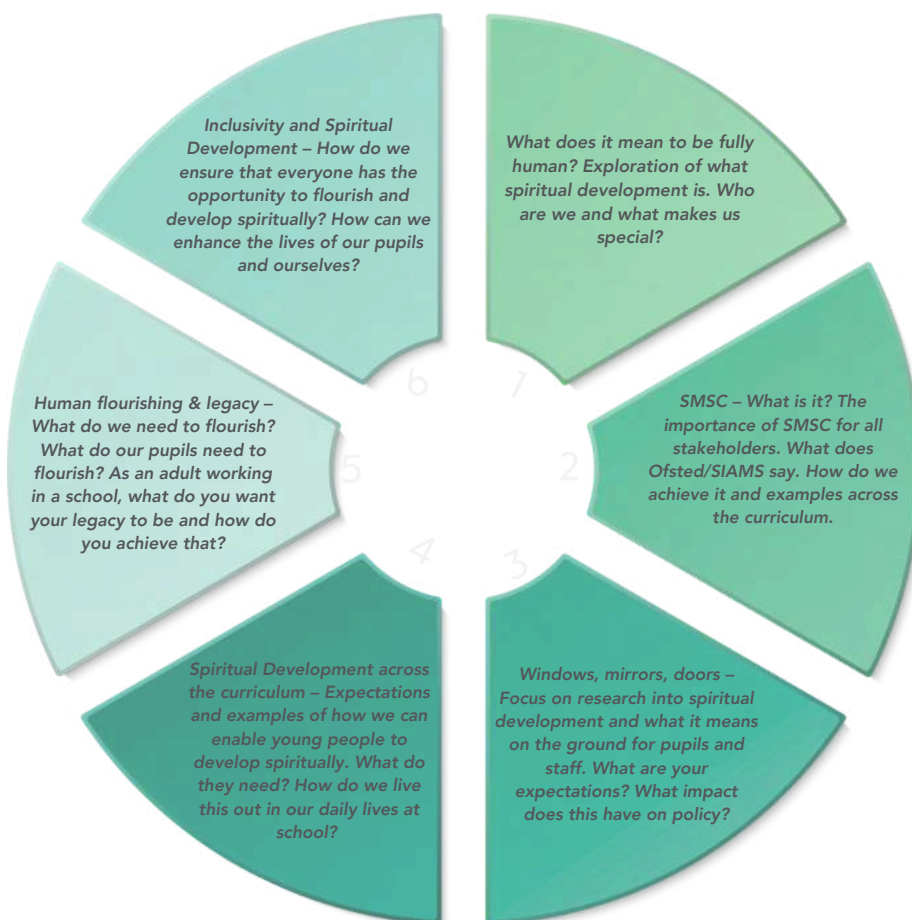 What does it mean to be fully
human? Exploration of what
spiritual development is. Who
are we and what makes us
special?
1
SMSC – What is it? The
importance of SMSC for all
stakeholders. What does
Ofsted/SIAMS say. How do we
achieve it and examples across
the curriculum.
2
Windows, mirrors, doors –
Focus on research into spiritual
development and what it means
on the ground for pupils and
staff. What are your
expectations? What impact
does this have on policy?
3
Spiritual Development across
the curriculum – Expectations
and examples of how we can
enable young people to
develop spiritually. What do
they need? How do we live
this out in our daily lives at
school?
4
Human flourishing & legacy –
What do we need to flourish?
What do our pupils need to
flourish? As an adult working
in a school, what do you want
your legacy to be and how do
you achieve that?
5
Inclusivity and Spiritual
Development – How do we
ensure that everyone has the
opportunity to flourish and
develop spiritually? How can we
enhance the lives of our pupils
and ourselves?
6